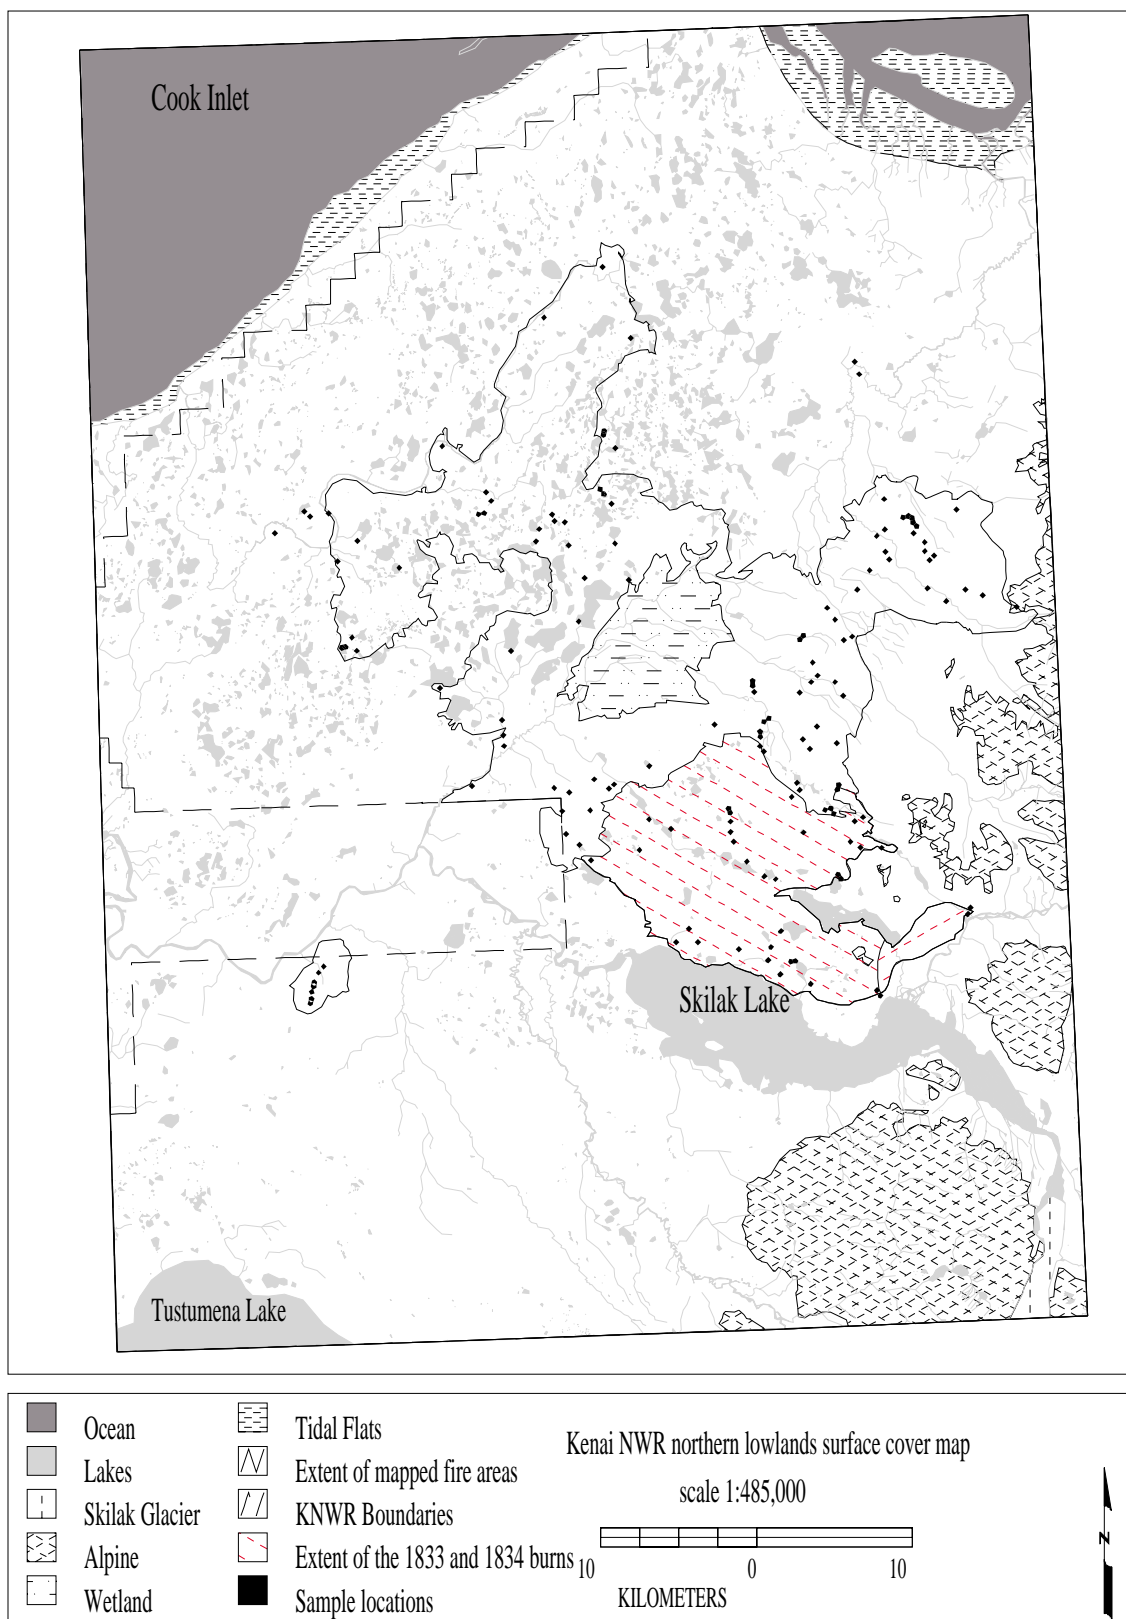 Cook Inlet
Skilak Lake
Tustumena Lake
Ocean
Lakes
Skilak Glacier
Alpine
Wetland
Tidal Flats
Extent of mapped fire areas
KNWR Boundaries
Extent of the 1833 and 1834 burns
Sample locations
Kenai NWR northern lowlands surface cover map
scale 1:485,000
10 0 10
KILOMETERS
N